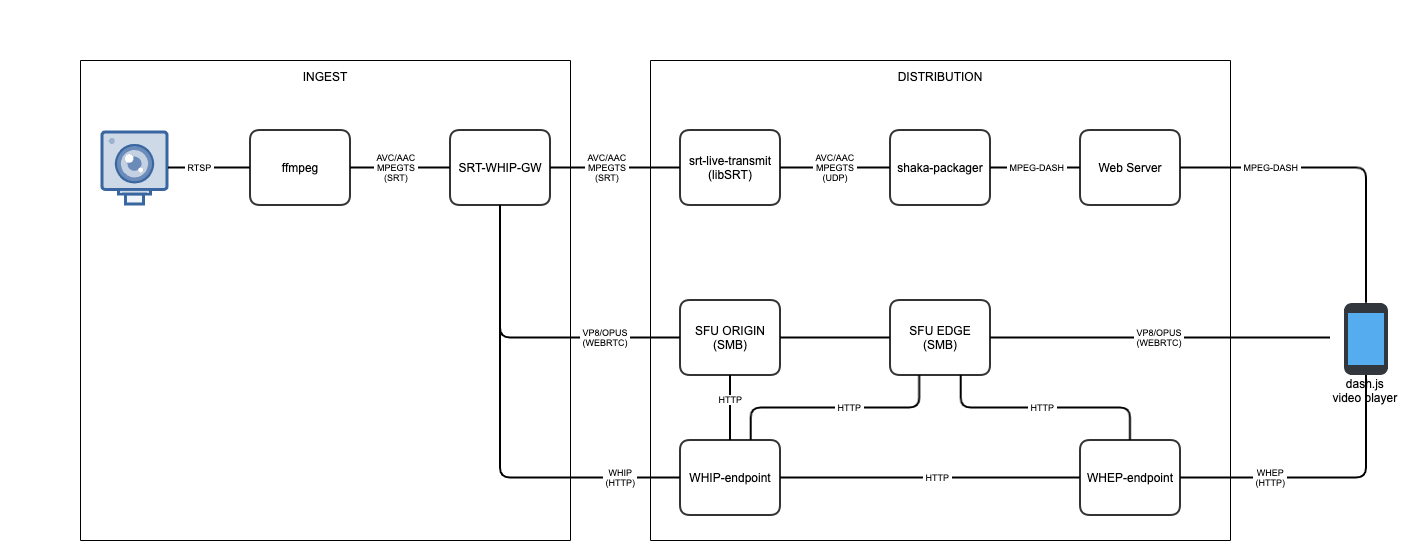 INGEST
DISTRIBUTION
RTSP
ffmpeg
AVC/AAC
MPEGTS
(SRT)
SRT-WHIP-GW
AVC/AAC
MPEGTS
(SRT)
srt-live-transmit
(libSRT)
AVC/AAC
MPEGTS
(UDP)
shaka-packager
MPEG-DASH
Web Server
MPEG-DASH
VP8/OPUS
(WEBRTC)
SFU ORIGIN
(SMB)
SFU EDGE
(SMB)
VP8/OPUS
(WEBRTC)
dash.js
video player
HTTP
HTTP
HTTP
WHIP
(HTTP)
WHIP-endpoint
HTTP
WHEP-endpoint
WHEP
(HTTP)